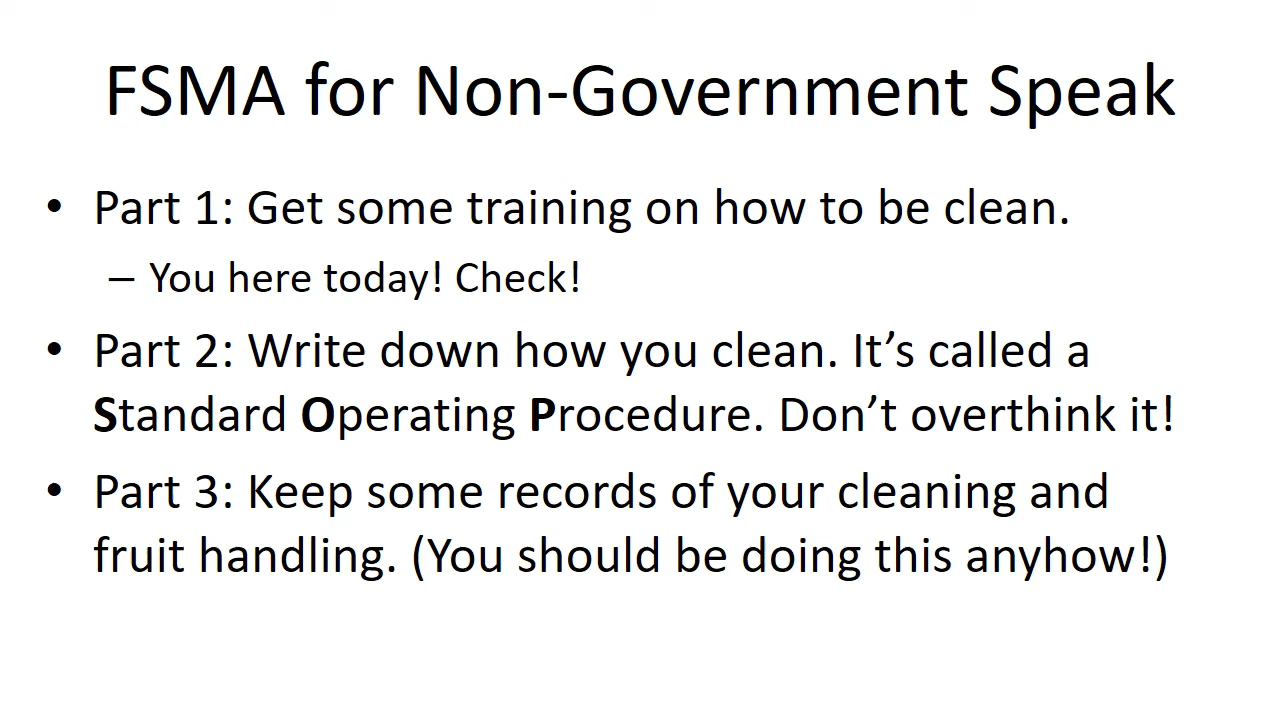 FSMA for Non-Government Speak
• Part 1: Get some training on how to be clean.
– You here today! Check!
• Part 2: Write down how you clean. It’s called a
Standard Operating Procedure. Don’t overthink it!
• Part 3: Keep some records of your cleaning and
fruit handling. (You should be doing this anyhow!)